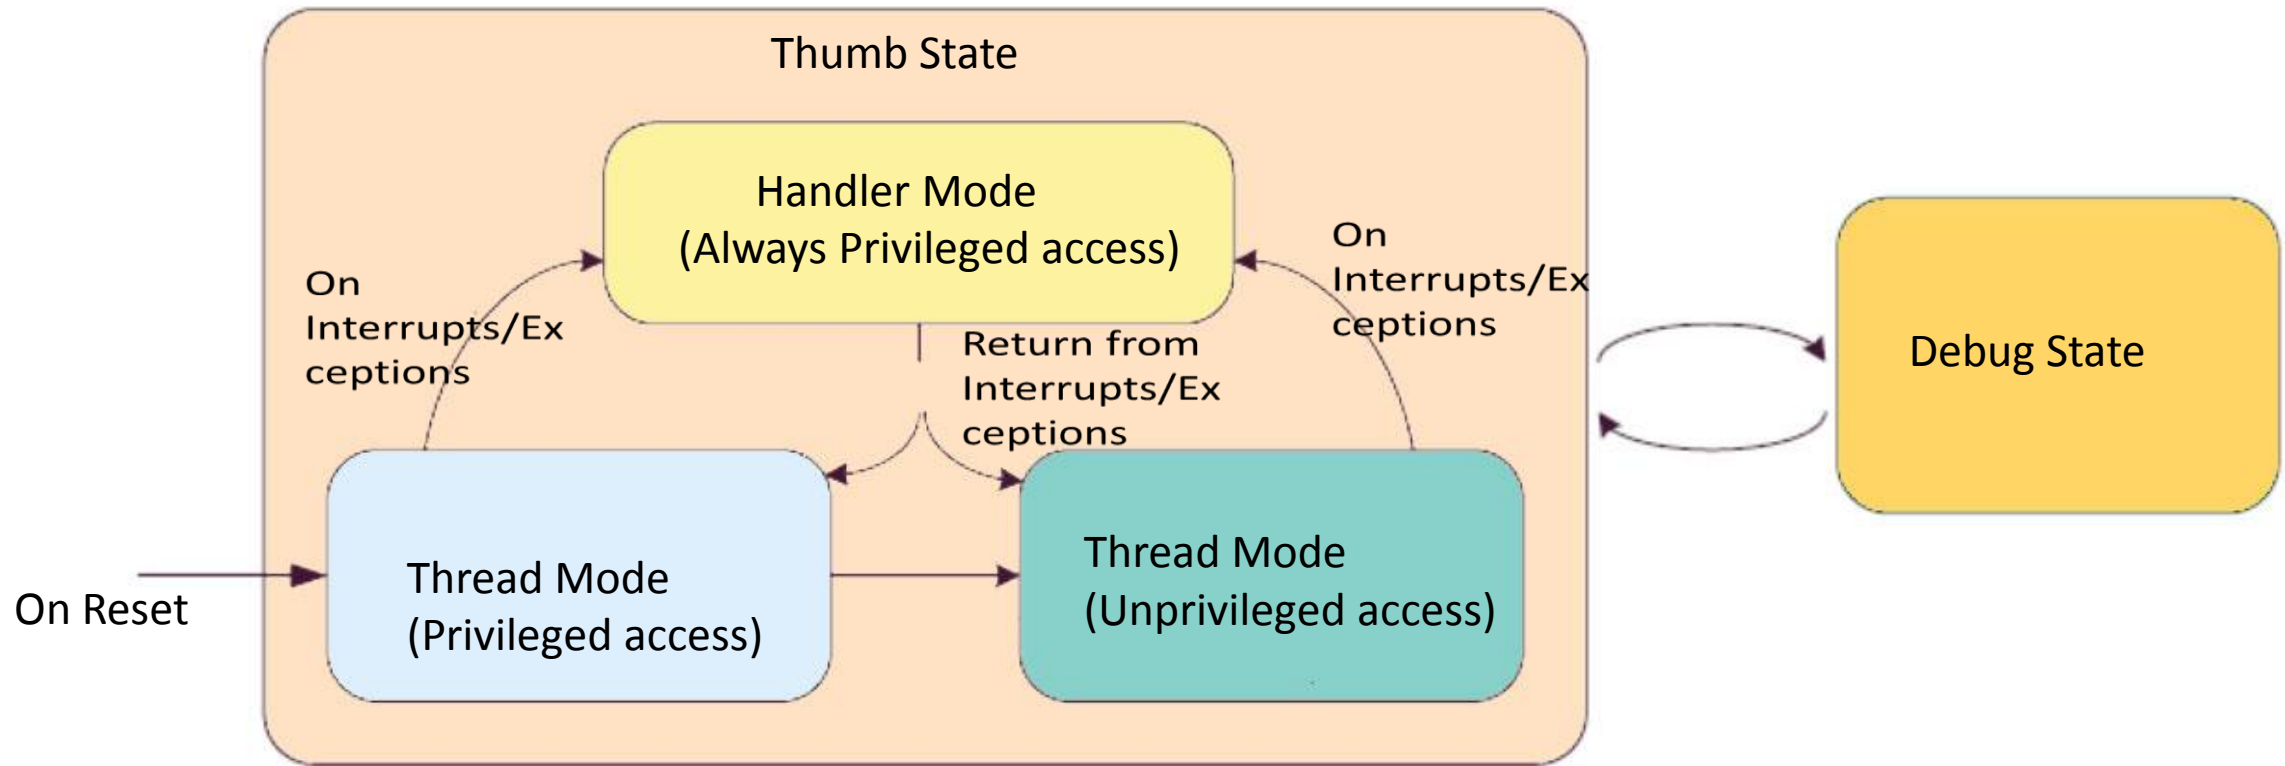 Thumb State
Handler Mode
(Always Privileged access)
On
Interrupts/Ex
ceptions
On
Interrupts/Ex
ceptions
Return from
Interrupts/Ex
ceptions
Debug State
On Reset
Thread Mode
(Privileged access)
Thread Mode
(Unprivileged access)